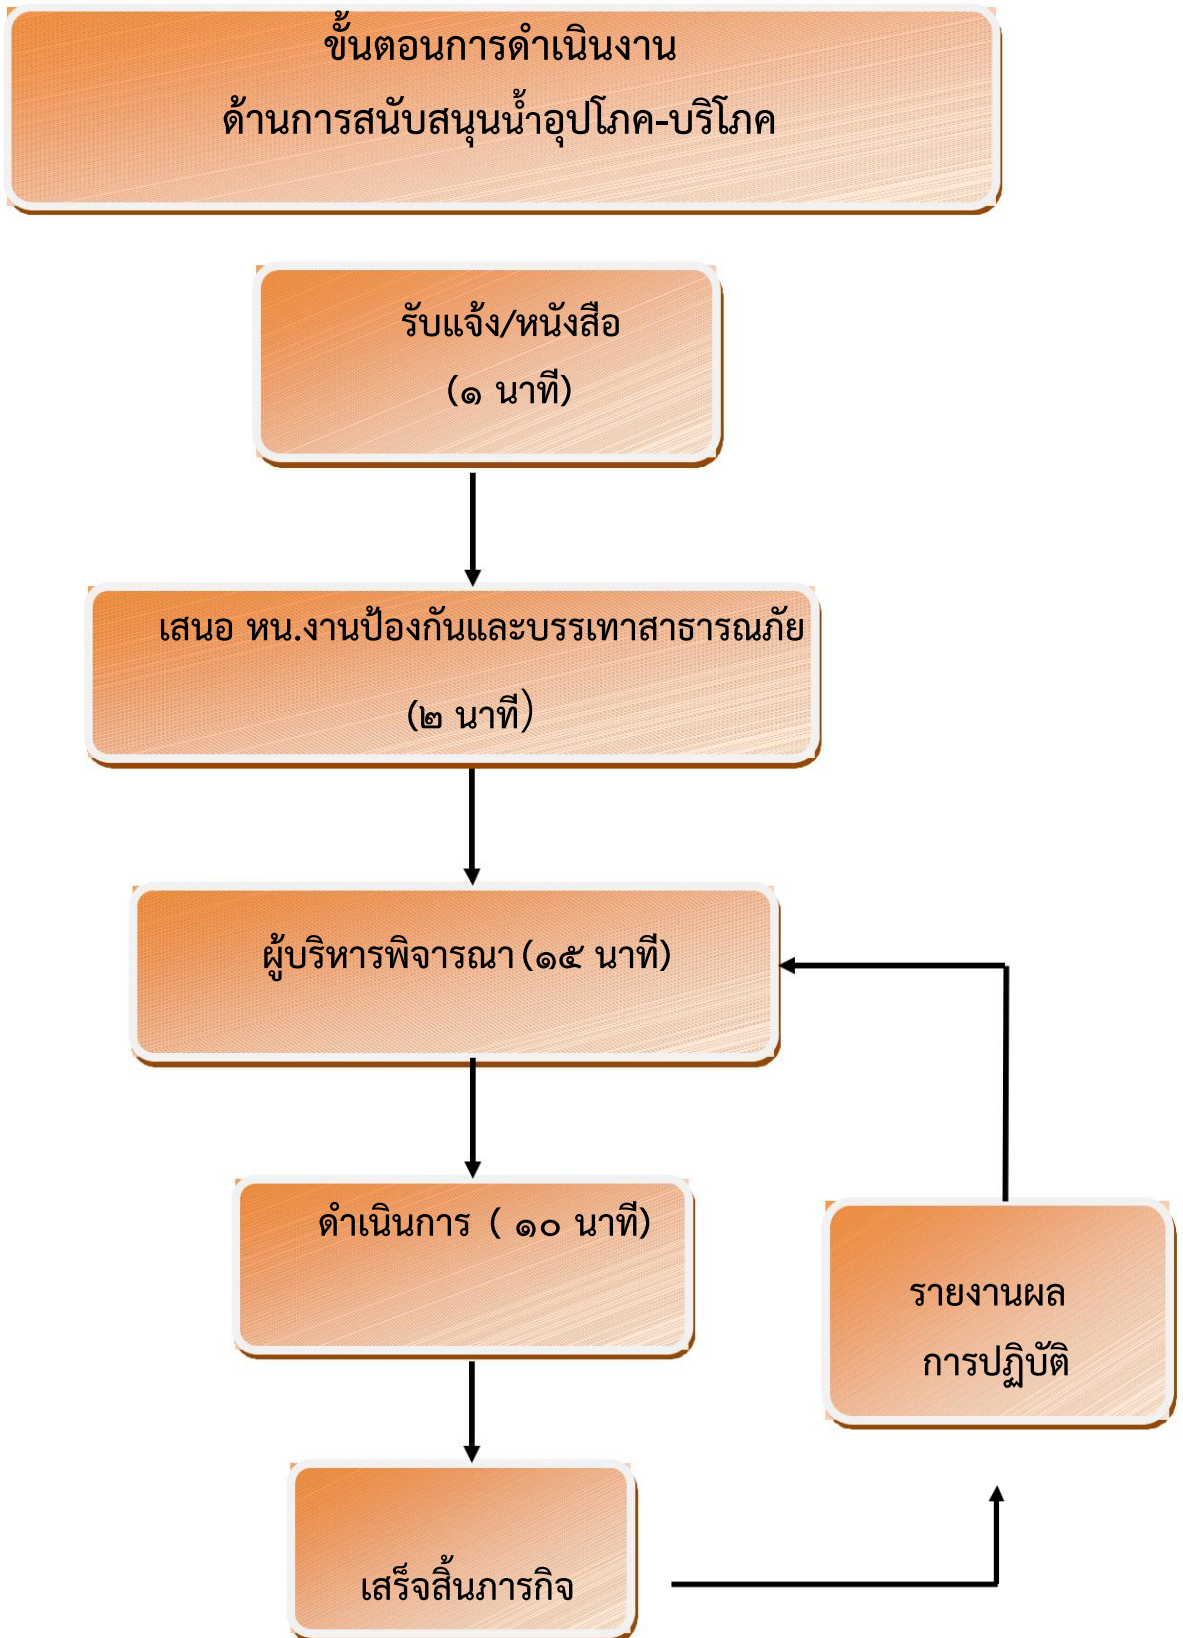 ขั้นตอนการดำเนินงาน
ด้านการสนับสนุนน้ำอุปโภค-บริโภค
รับแจ้ง/หนังสือ
(๑ นาที)
เสนอ หน.งานป้องกันและบรรเทาสาธารณภัย
(๒ นาที)
ผู้บริหารพิจารณา (๑๕ นาที)
ดำเนินการ ( ๑๐ นาที)
รายงานผล
การปฏิบัติ
เสร็จสิ้นภารกิจ